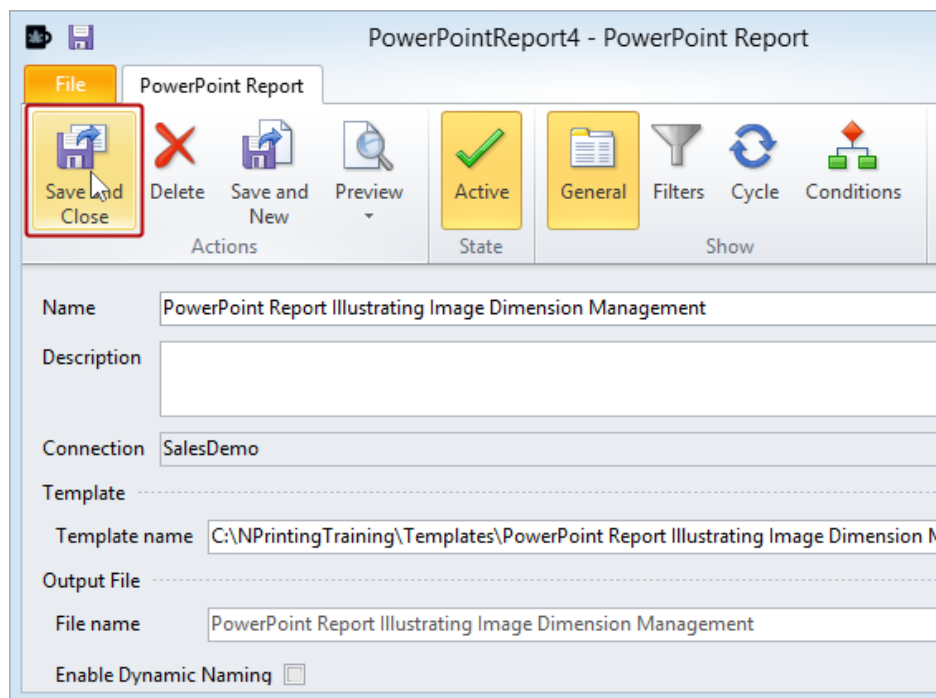 PowerPointReport4 - PowerPoint Report
File
PowerPoint Report
Save and
Close
Delete
Save and
New
Preview
Active
General
Filters
Cycle
Conditions
Actions
State
Show
Name
PowerPoint Report Illustrating Image Dimension Management
Description
Connection
SalesDemo
Template
Template name
C:\NPrintingTraining\Templates\PowerPoint Report Illustrating Image Dimension
Output File
File name
PowerPoint Report Illustrating Image Dimension Management
Enable Dynamic Naming